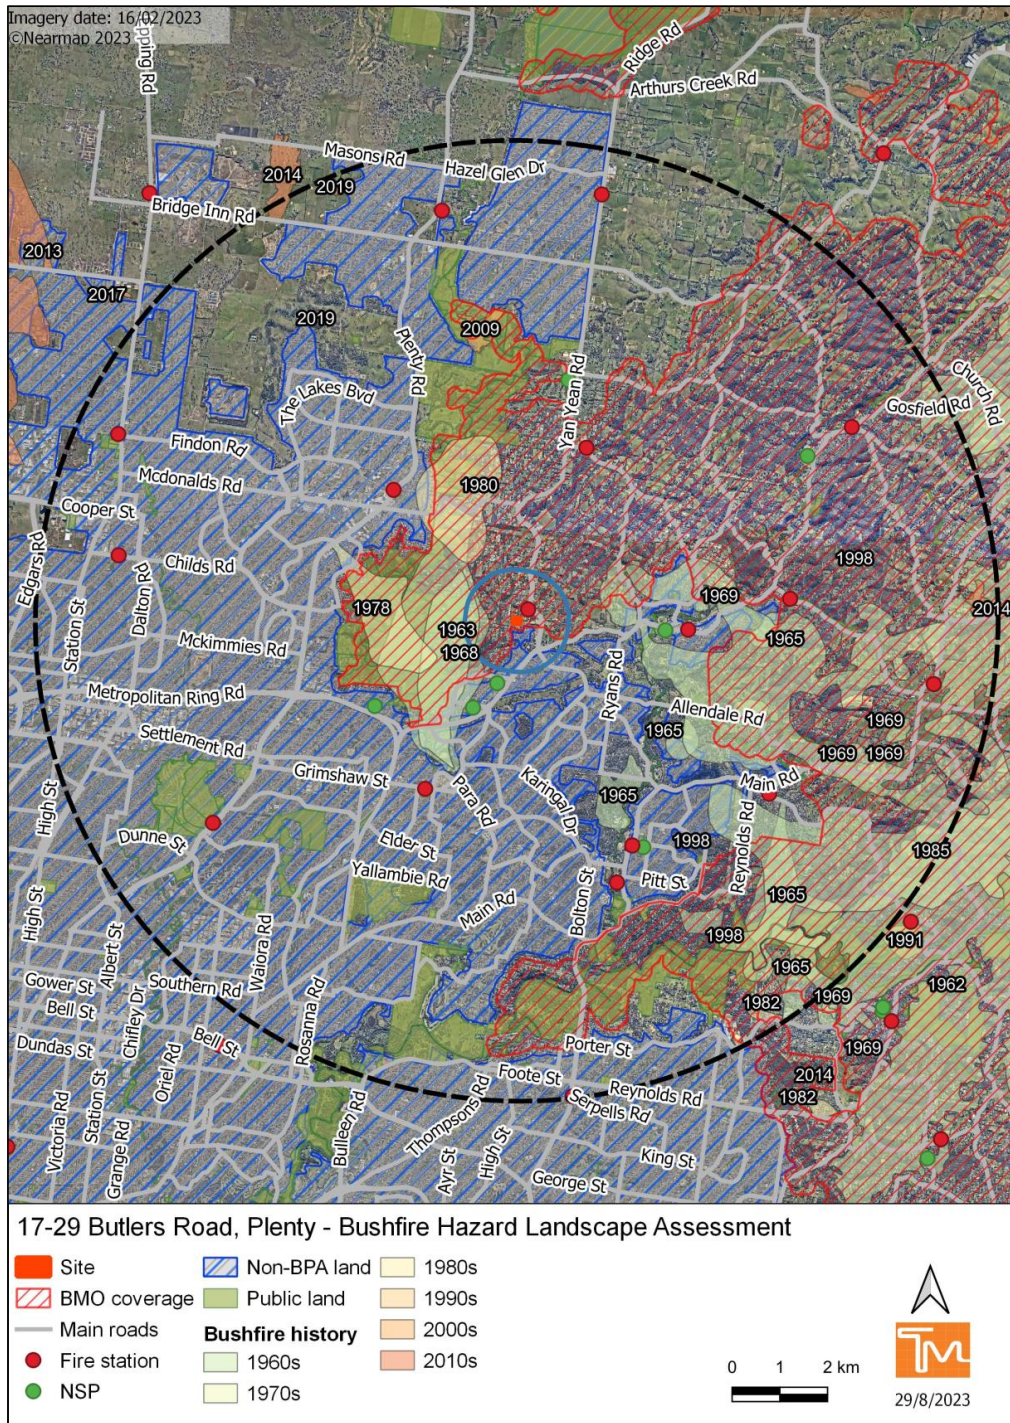 Imagery date: 16/02/2023
©Nearmap 2023
Epping Rd
Ridge Rd
Arthurs Creek Rd
Masons Rd
Hazel Glen Dr
2014
2019
Bridge Inn Rd
2013
2017
2019
2009
Plenty Rd
Yan Yean Rd
Church Rd
The Lakes Bvd
Gosfield Rd
Findon Rd
Mcdonalds Rd
1980
Cooper St
Edgars Rd
Childs Rd
1998
Station St
Dalton Rd
1978
1969
2014
1963
1965
Mckimmies Rd
1968
Metropolitan Ring Rd
Ryans Rd
Allendale Rd
1969
Settlement Rd
1965
1969
1969
Grimshaw St
Main Rd
High St
Para Rd
Karingal Dr
1965
Reynolds Rd
Dunne St
Elder St
1998
1985
Yallambie Rd
Pitt St
1965
High St
Albert St
Waiora Rd
Main Rd
Bolton St
1998
1991
1965
Gower St
Southern Rd
Chifley Dr
Rosanna Rd
1982
1969
1962
Bell St
Bell St
Dundas St
Oriel Rd
Porter St
1969
Foote St
2014
Station St
Thompsons Rd
Reynolds Rd
1982
Serpells Rd
Victoria Rd
Grange Rd
Bulleen Rd
Ayr St
High St
King St
George St
17-29 Butlers Road, Plenty - Bushfire Hazard Landscape Assessment
Site
BMO coverage
Main roads
Fire station
NSP
Non-BPA land
Public land
Bushfire history
1960s
1970s
1980s
1990s
2000s
2010s
0 1 2 km
TM
29/8/2023